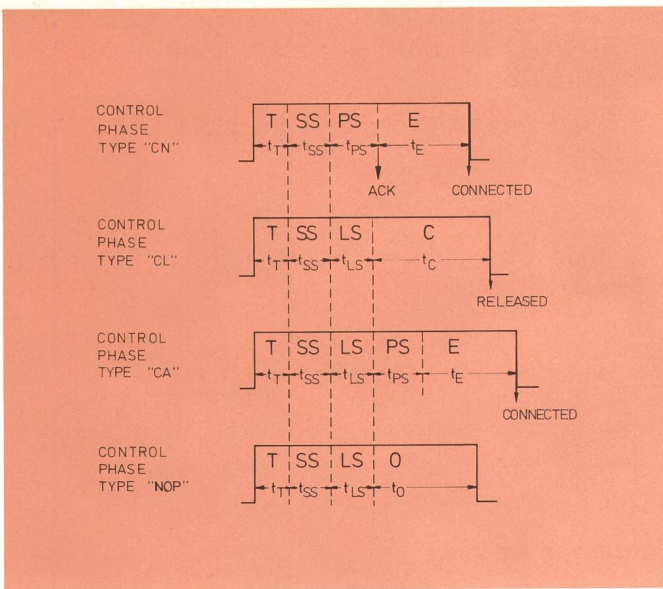 CONTROL
PHASE
TYPE "CN"
T SS PS E
tT tSS tPS tE
ACK CONNECTED
CONTROL
PHASE
TYPE "CL"
T SS LS C
tT tSS tLS tC
RELEASED
CONTROL
PHASE
TYPE "CA"
T SS LS PS E
tT tSS tLS tPS tE
CONNECTED
CONTROL
PHASE
TYPE "NOP"
T SS LS O
tT tSS tLS tO